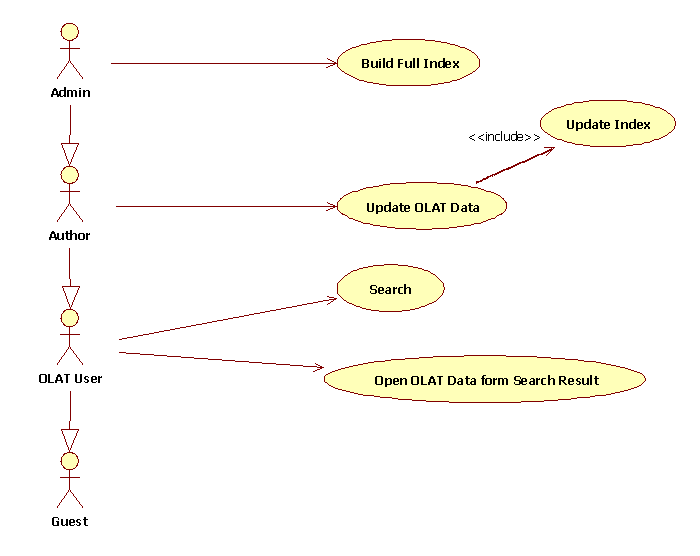 Build Full Index
Admin
Update Index
<<include>>
Update OLAT Data
Author
Search
OLAT User
Open OLAT Data form Search Result
Guest